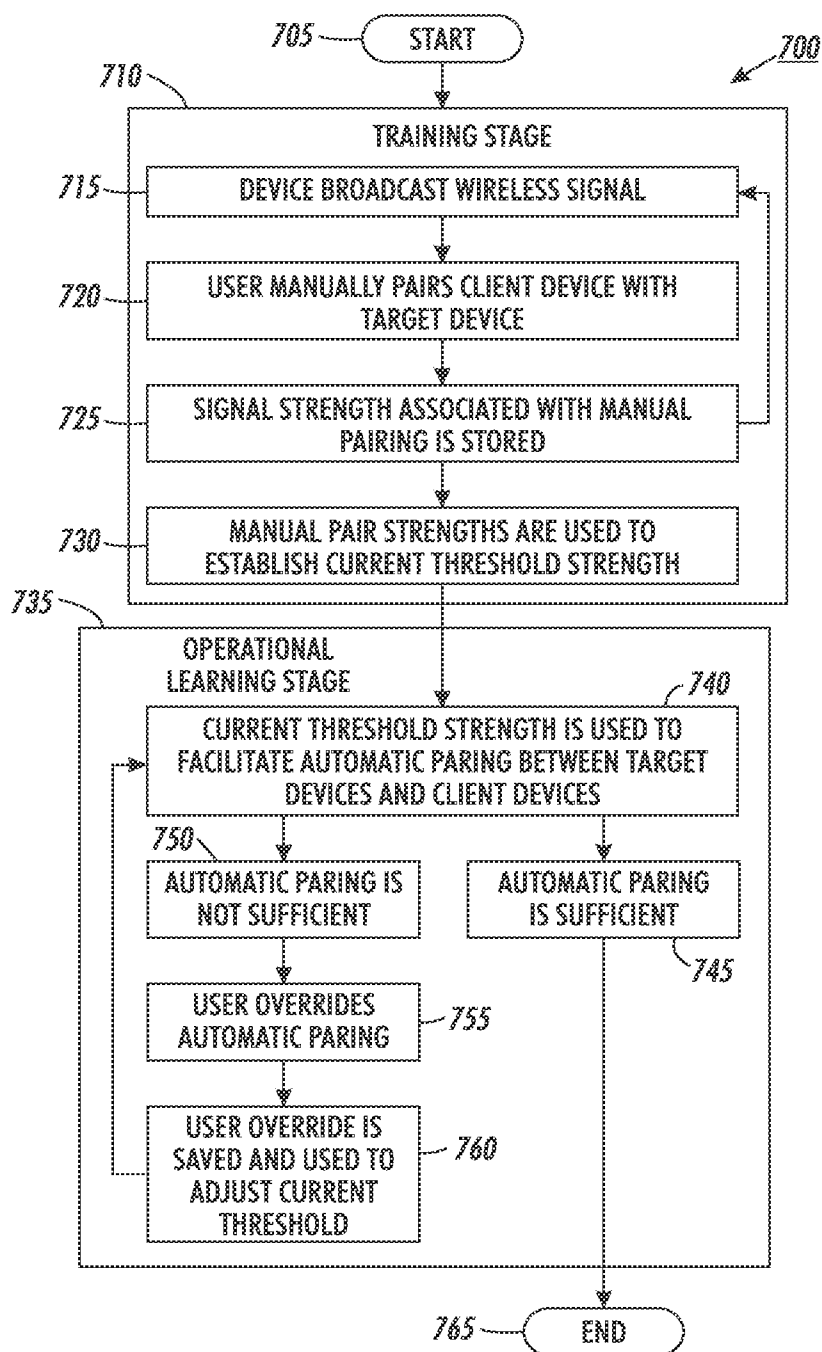 705
START
700
710
TRAINING STAGE
715
DEVICE BROADCAST WIRELESS SIGNAL
720
USER MANUALLY PAIRS CLIENT DEVICE WITH
TARGET DEVICE
725
SIGNAL STRENGTH ASSOCIATED WITH MANUAL
PAIRING IS STORED
730
MANUAL PAIR STRENGTHS ARE USED TO
ESTABLISH CURRENT THRESHOLD STRENGTH
735
OPERATIONAL
LEARNING STAGE
740
CURRENT THRESHOLD STRENGTH IS USED TO
FACILITATE AUTOMATIC PARING BETWEEN TARGET
DEVICES AND CLIENT DEVICES
750
AUTOMATIC PARING IS
NOT SUFFICIENT
AUTOMATIC PARING
IS SUFFICIENT
745
USER OVERRIDES
AUTOMATIC PARING
755
USER OVERRIDE IS
SAVED AND USED TO
ADJUST CURRENT
THRESHOLD
760
765
END